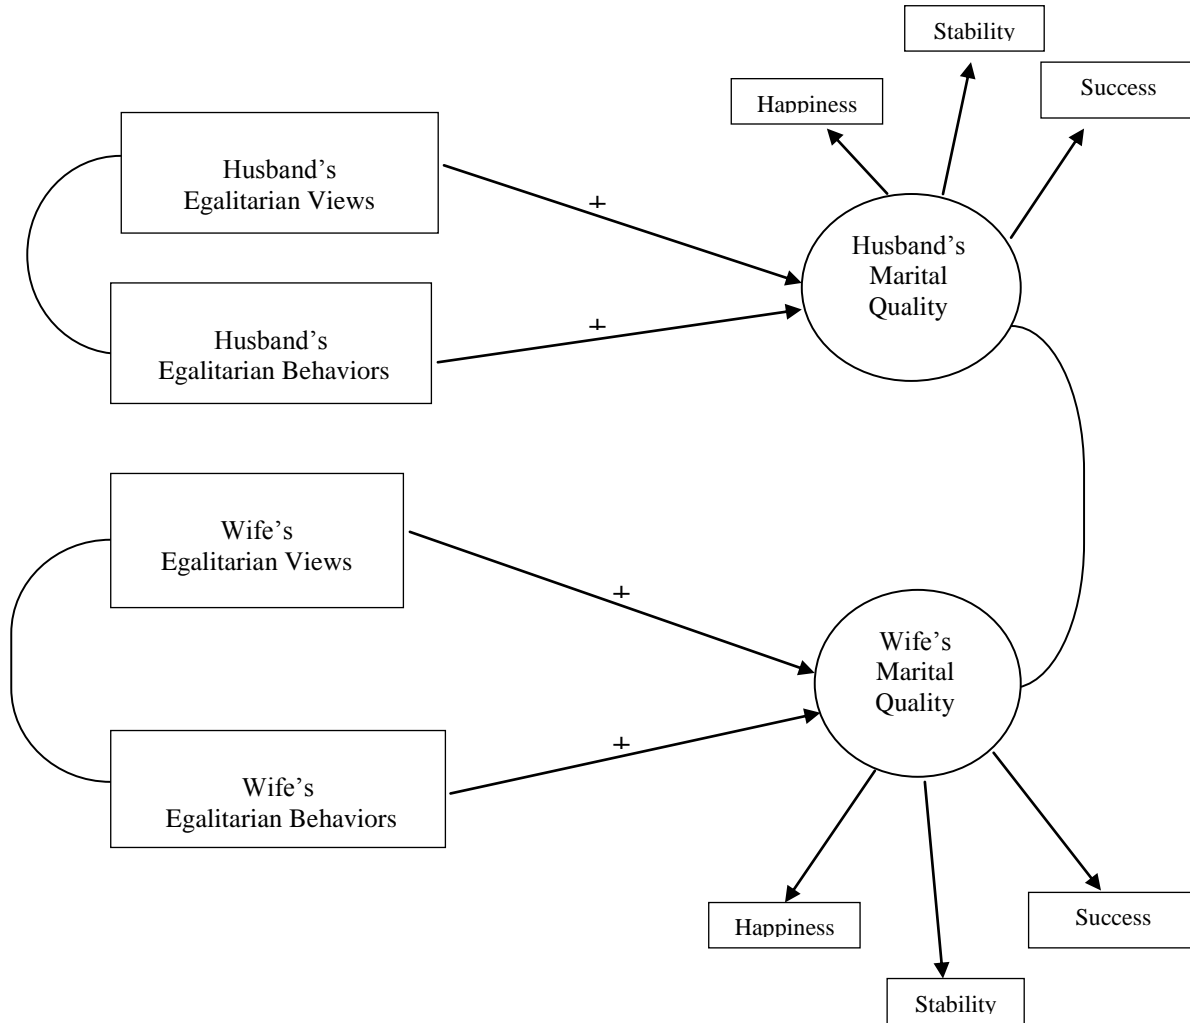 Stability
Success
Happiness
Husband's
Egalitarian Views
+
Husband's
Marital
Quality
+
Husband's
Egalitarian Behaviors
Wife's
Egalitarian Views
+
Wife's
Marital
Quality
+
Wife's
Egalitarian Behaviors
Happiness
Success
Stability